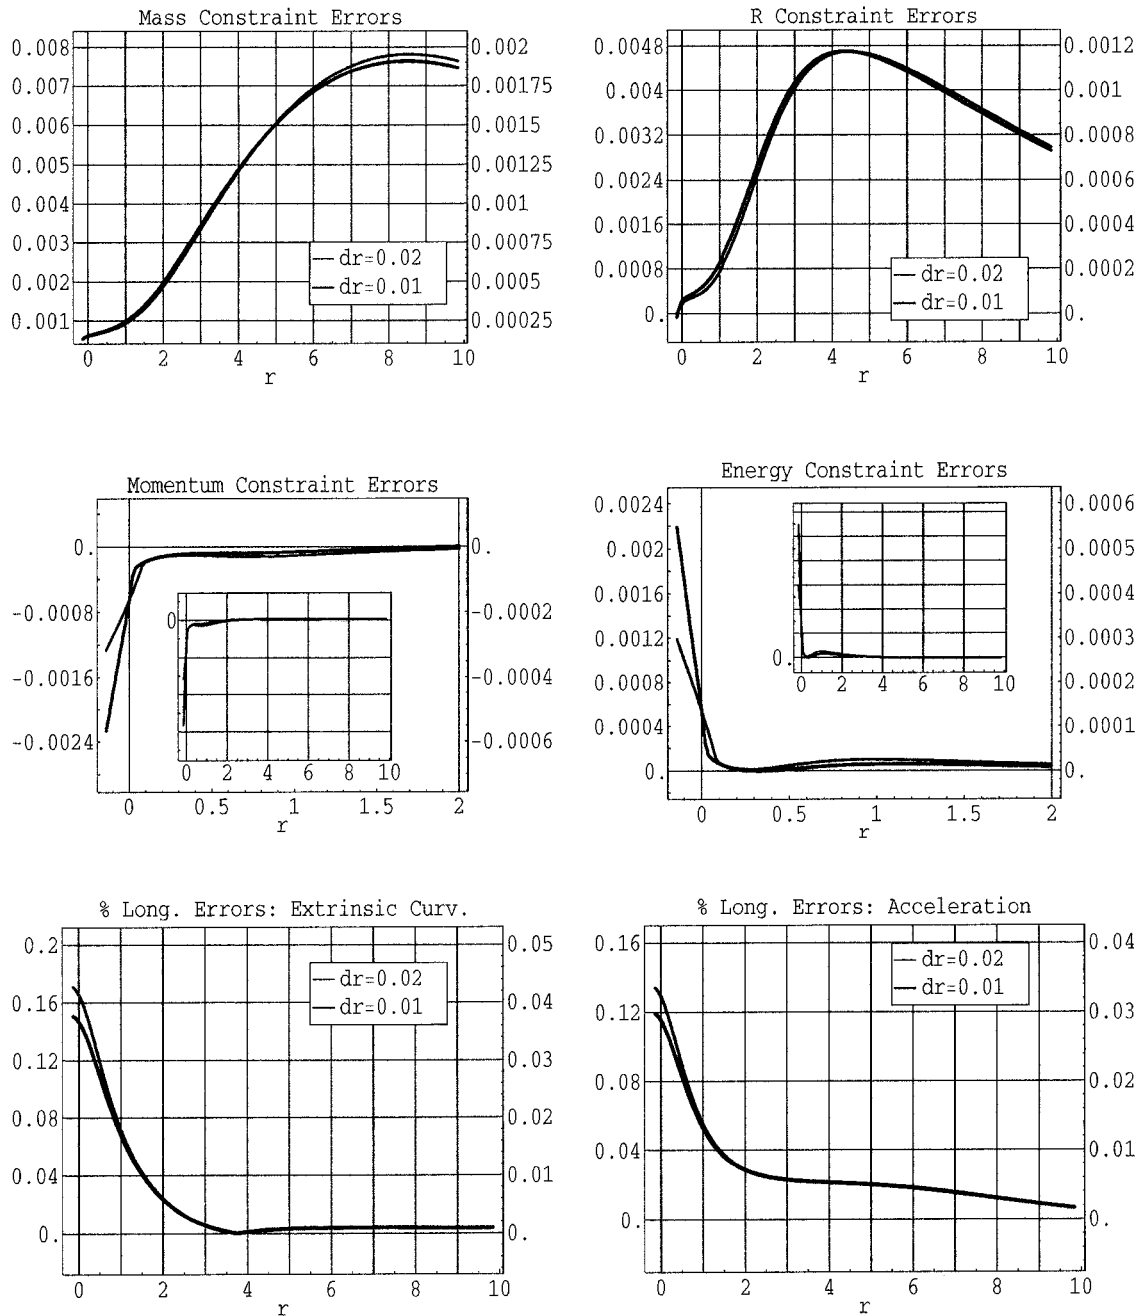 Mass Constraint Errors
0.008
0.007
0.006
0.005
0.004
0.003
0.002
0.001
0.002
0.00175
0.0015
0.00125
0.001
0.00075
0.0005
0.00025
dr=0.02
dr=0.01
0 2 4 6 8 10
r
R Constraint Errors
0.0048
0.004
0.0032
0.0024
0.0016
0.0008
0.
0.0012
0.001
0.0008
0.0006
0.0004
0.0002
0.
dr=0.02
dr=0.01
0 2 4 6 8 10
r
Momentum Constraint Errors
0.
-0.0008
-0.0016
-0.0024
0.
-0.0002
-0.0004
-0.0006
0
0 2 4 6 8 10
0 0.5 1 1.5 2
r
Energy Constraint Errors
0.0024
0.002
0.0016
0.0012
0.0008
0.0004
0.
0.0006
0.0005
0.0004
0.0003
0.0002
0.0001
0.
0.
0 2 4 6 8 10
0 0.5 1 1.5 2
r
% Long. Errors: Extrinsic Curv.
0.2
0.16
0.12
0.08
0.04
0.
0.05
0.04
0.03
0.02
0.01
0.
dr=0.02
dr=0.01
0 2 4 6 8 10
r
% Long. Errors: Acceleration
0.16
0.12
0.08
0.04
0.
0.04
0.03
0.02
0.01
0.
dr=0.02
dr=0.01
0 2 4 6 8 10
r